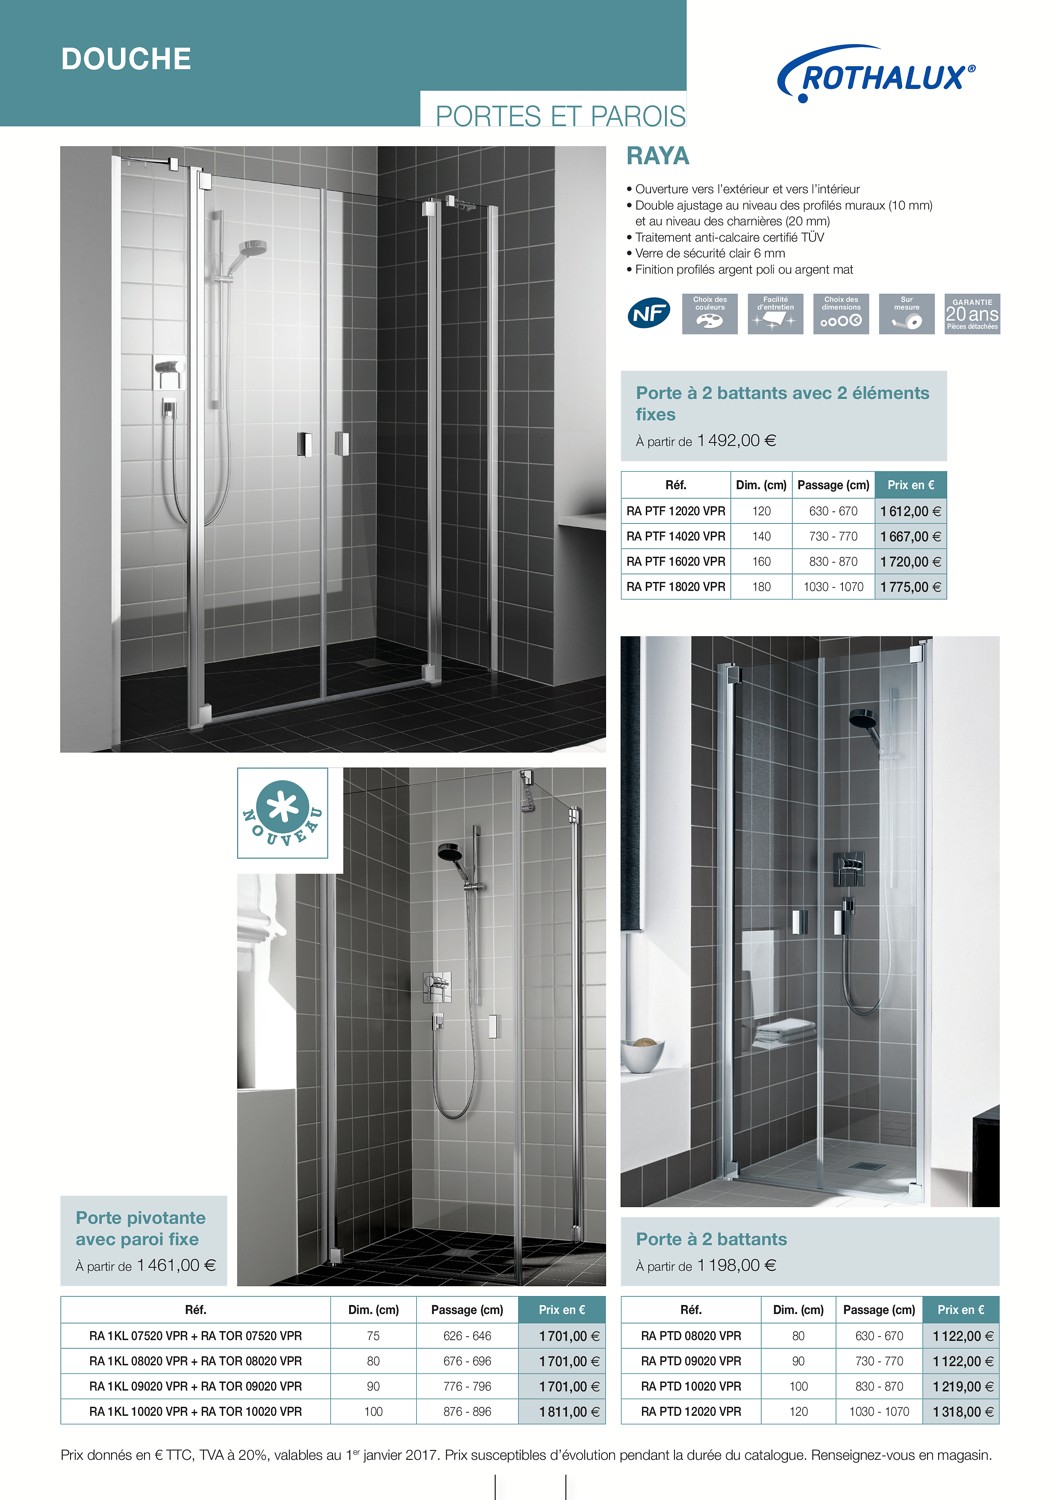 DOUCHE
PORTES ET PAROIS
ROTHALUX®
RAYA
• Ouverture vers l'extérieur et vers l'intérieur
• Double ajustage au niveau des profilés muraux (10 mm)
et au niveau des charnières (20 mm)
• Traitement anti-calcaire certifié TÜV
• Verre de sécurité clair 6 mm
• Finition profilés argent poli ou argent mat
NF
Choix des
couleurs
Facilité
d'entretien
Choix des
dimensions
Sur
mesure
GARANTIE
20 ans
Pièces détachées
Porte à 2 battants avec 2 éléments
fixes
À partir de 1 492,00 €
Réf. Dim. (cm) Passage (cm) Prix en €
RA PTF 12020 VPR 120 630 - 670 1 612,00 €
RA PTF 14020 VPR 140 730 - 770 1 667,00 €
RA PTF 16020 VPR 160 830 - 870 1 720,00 €
RA PTF 18020 VPR 180 1030 - 1070 1 775,00 €
NOUVEAU
Porte pivotante
avec paroi fixe
À partir de 1 461,00 €
Réf. Dim. (cm) Passage (cm) Prix en €
RA 1KL 07520 VPR + RA TOR 07520 VPR 75 626 - 646 1 701,00 €
RA 1KL 08020 VPR + RA TOR 08020 VPR 80 676 - 696 1 701,00 €
RA 1KL 09020 VPR + RA TOR 09020 VPR 90 776 - 796 1 701,00 €
RA 1KL 10020 VPR + RA TOR 10020 VPR 100 876 - 896 1 811,00 €
Porte à 2 battants
À partir de 1 198,00 €
Réf. Dim. (cm) Passage (cm) Prix en €
RA PTD 08020 VPR 80 630 - 670 1 122,00 €
RA PTD 09020 VPR 90 730 - 770 1 122,00 €
RA PTD 10020 VPR 100 830 - 870 1 219,00 €
RA PTD 12020 VPR 120 1030 - 1070 1 318,00 €
Prix donnés en € TTC, TVA à 20%, valables au 1er janvier 2017. Prix susceptibles d'évolution pendant la durée du catalogue. Renseignez-vous en magasin.